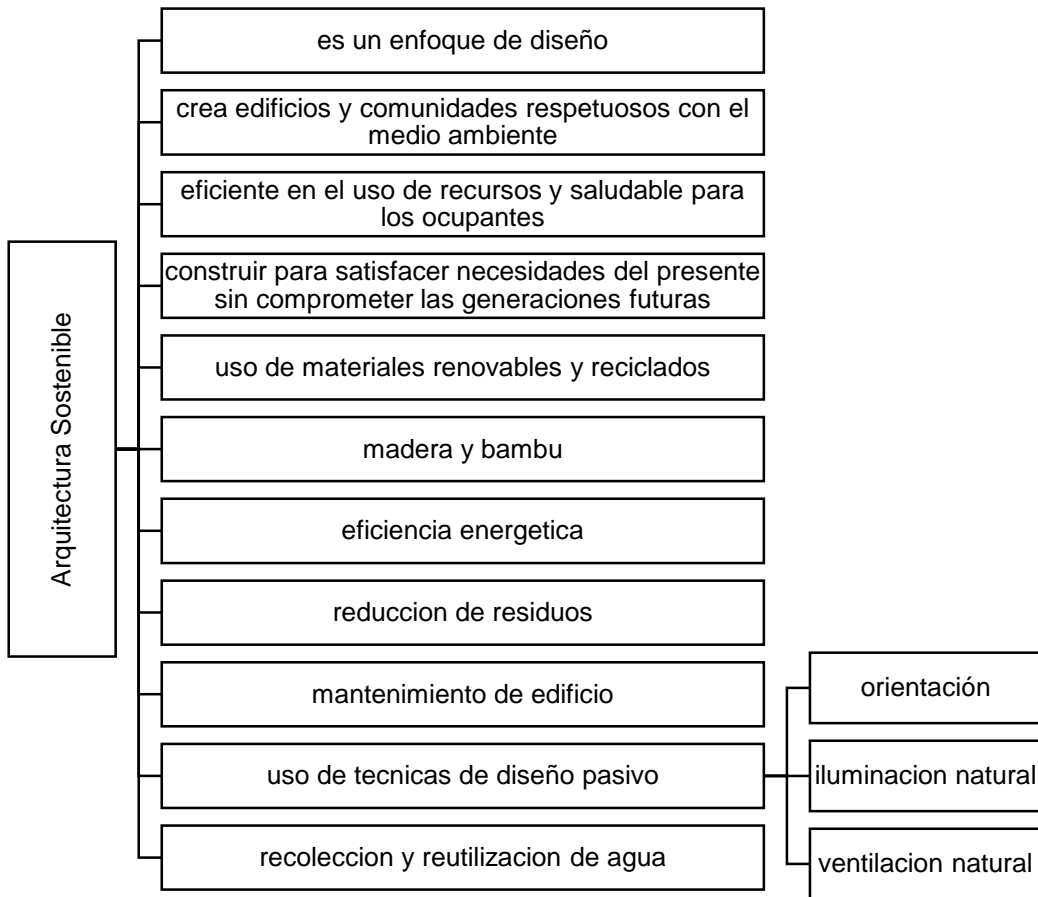 es un enfoque de diseño
crea edificios y comunidades respetuosos con el
medio ambiente
eficiente en el uso de recursos y saludable para
los ocupantes
construir para satisfacer necesidades del presente
sin comprometer las generaciones futuras
Arquitectura Sostenible
uso de materiales renovables y reciclados
madera y bambu
eficiencia energetica
reduccion de residuos
mantenimiento de edificio
orientación
uso de tecnicas de diseño pasivo
iluminacion natural
recoleccion y reutilizacion de agua
ventilacion natural